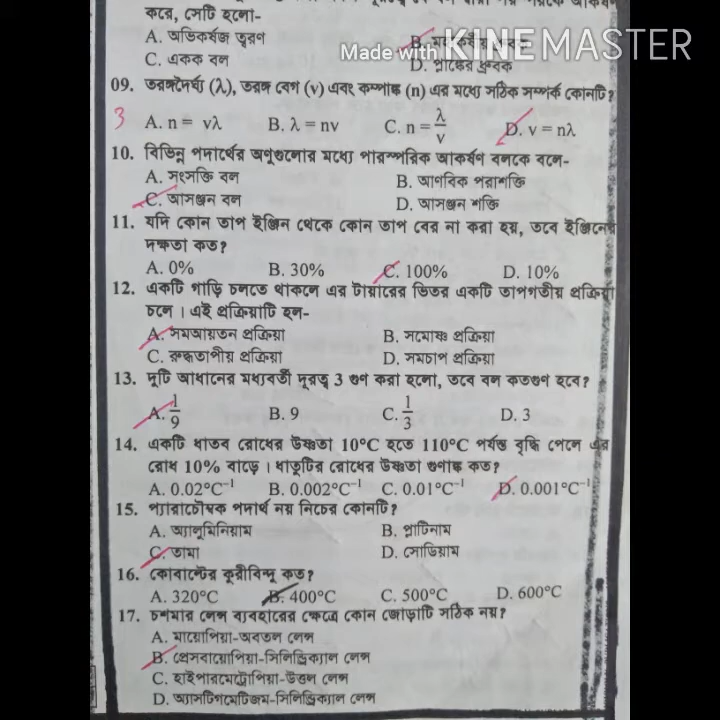 করে, সেটি হলো-
A. অভিকর্ষজ ত্বরণ B.
C. একক বল D. প্লাঙ্কের ধ্রুবক
Made with KINEMASTER
09. তরঙ্গদৈর্ঘ্য (λ), তরঙ্গ বেগ (v) এবং কম্পাঙ্ক (n) এর মধ্যে সঠিক সম্পর্ক কোনটি?
3 A. n = vλ B. λ = nv C. n = λ/v D. v = nλ
10. বিভিন্ন পদার্থের অণুগুলোর মধ্যে পারস্পরিক আকর্ষণ বলকে বলে-
A. সংসক্তি বল B. আণবিক পরাশক্তি
C. আসঞ্জন বল D. আসঞ্জন শক্তি
11. যদি কোন তাপ ইঞ্জিন থেকে কোন তাপ বের না করা হয়, তবে ইঞ্জিনের
দক্ষতা কত?
A. 0% B. 30% C. 100% D. 10%
12. একটি গাড়ি চলতে থাকলে এর টায়ারের ভিতর একটি তাপগতীয় প্রক্রিয়া
চলে। এই প্রক্রিয়াটি হল-
A. সমআয়তন প্রক্রিয়া B. সমোষ্ণ প্রক্রিয়া
C. রুদ্ধতাপীয় প্রক্রিয়া D. সমচাপ প্রক্রিয়া
13. দুটি আধানের মধ্যবর্তী দূরত্ব 3 গুণ করা হলো, তবে বল কতগুণ হবে?
A. 1/9 B. 9 C. 1/3 D. 3
14. একটি ধাতব রোধের উষ্ণতা 10°C হতে 110°C পর্যন্ত বৃদ্ধি পেলে এর
রোধ 10% বাড়ে। ধাতুটির রোধের উষ্ণতা গুণাঙ্ক কত?
A. 0.02°C⁻¹ B. 0.002°C⁻¹ C. 0.01°C⁻¹ D. 0.001°C⁻¹
15. প্যারাচৌম্বক পদার্থ নয় নিচের কোনটি?
A. অ্যালুমিনিয়াম B. প্লাটিনাম
C. তামা D. সোডিয়াম
16. কোবাল্টের কুরীবিন্দু কত?
A. 320°C B. 400°C C. 500°C D. 600°C
17. চশমার লেন্স ব্যবহারের ক্ষেত্রে কোন জোড়াটি সঠিক নয়?
A. মায়োপিয়া-অবতল লেন্স
B. প্রেসবায়োপিয়া-সিলিন্ড্রিক্যাল লেন্স
C. হাইপারমেট্রোপিয়া-উত্তল লেন্স
D. অ্যাসটিগমেটিজম-সিলিন্ড্রিক্যাল লেন্স